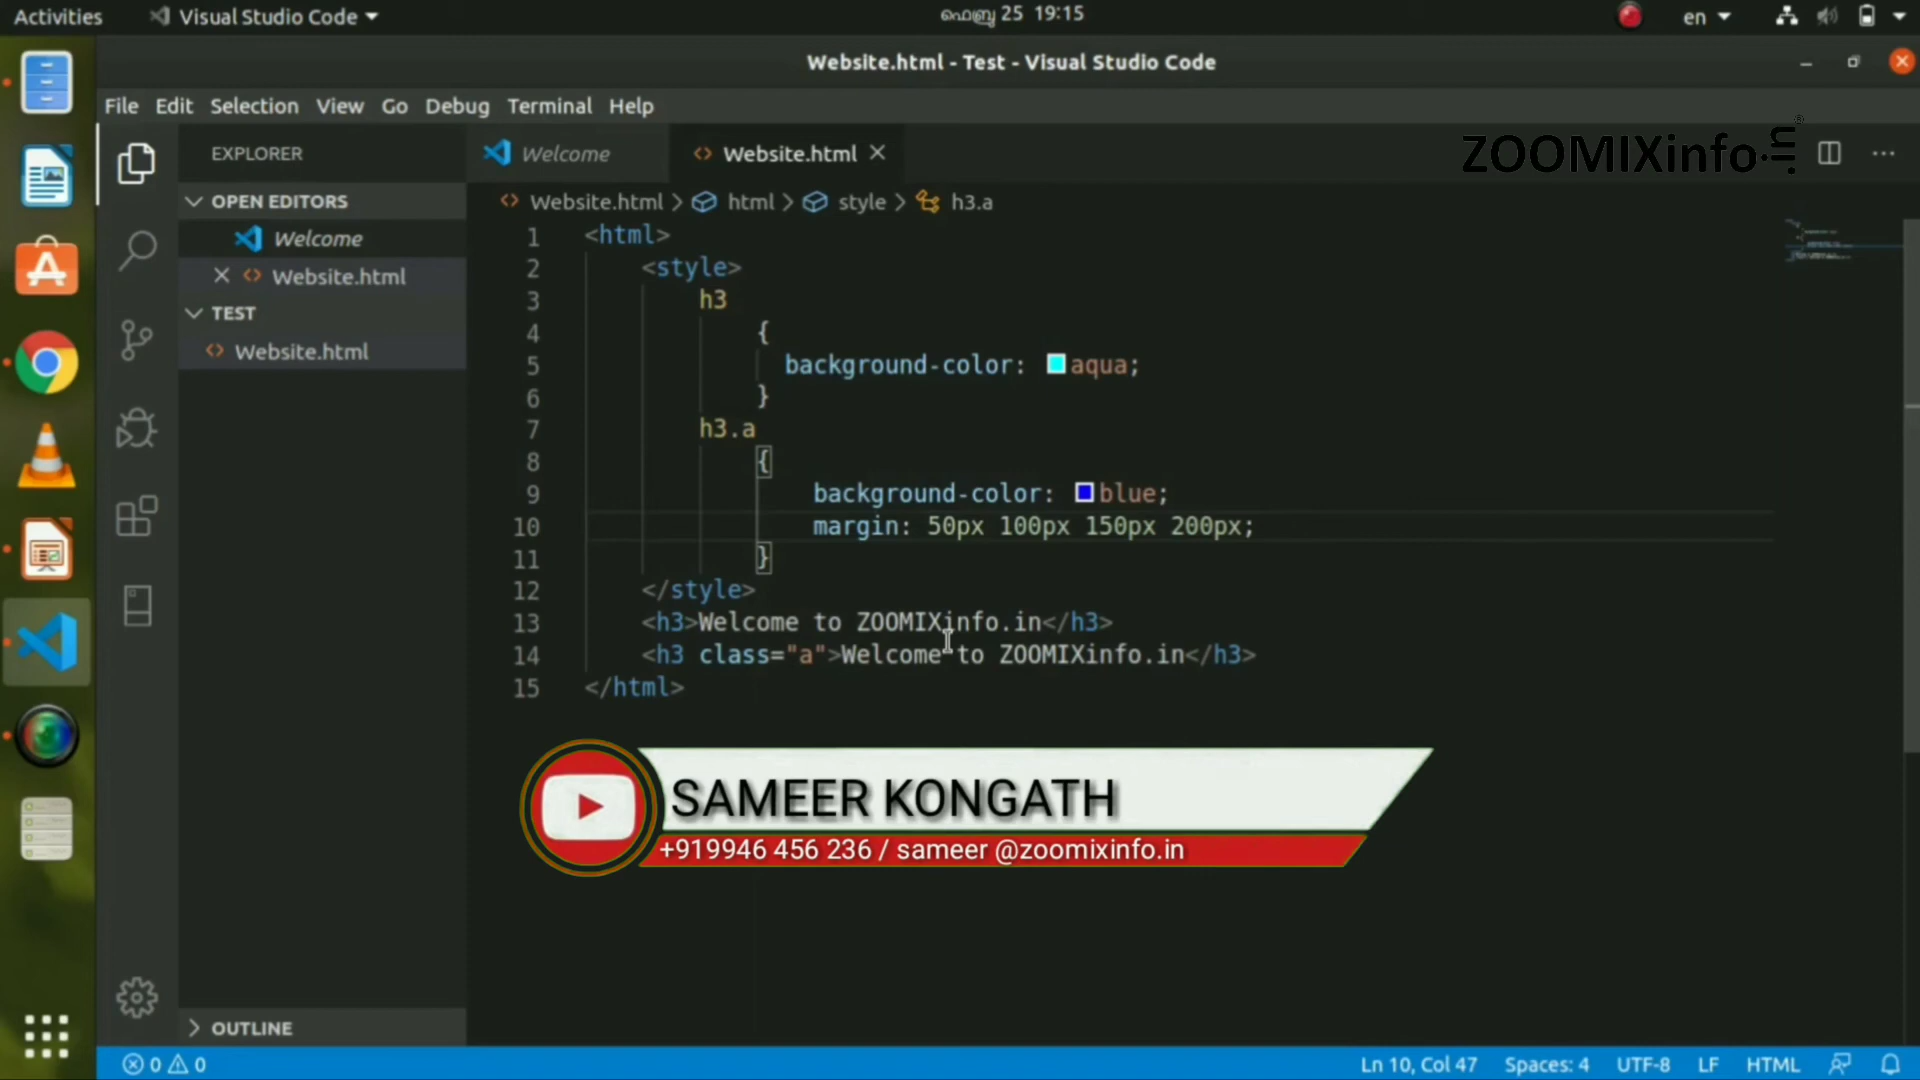 Activities
Visual Studio Code
ഫെബ്രു 25 19:15
en
Website.html - Test - Visual Studio Code
File Edit Selection View Go Debug Terminal Help
EXPLORER
Welcome
Website.html
ZOOMIXinfo.in®
OPEN EDITORS
Welcome
Website.html
TEST
Website.html
OUTLINE
Website.html > html > style > h3.a
1 <html>
2 <style>
3 h3
4 {
5 background-color: aqua;
6 }
7 h3.a
8 {
9 background-color: blue;
10 margin: 50px 100px 150px 200px;
11 }
12 </style>
13 <h3>Welcome to ZOOMIXinfo.in</h3>
14 <h3 class="a">Welcome to ZOOMIXinfo.in</h3>
15 </html>
SAMEER KONGATH
+919946 456 236 / sameer @zoomixinfo.in
0 0
Ln 10, Col 47 Spaces: 4 UTF-8 LF HTML